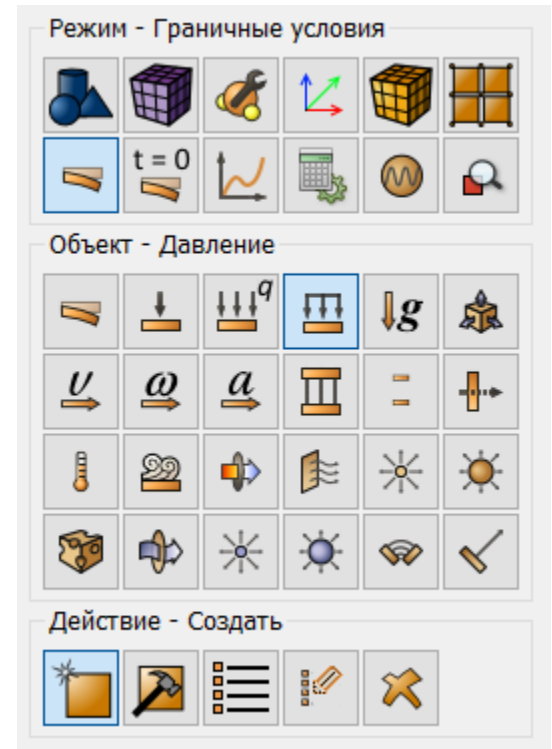 Режим - Граничные условия
t = 0
Объект - Давление
q
g
υ ω a
Действие - Создать